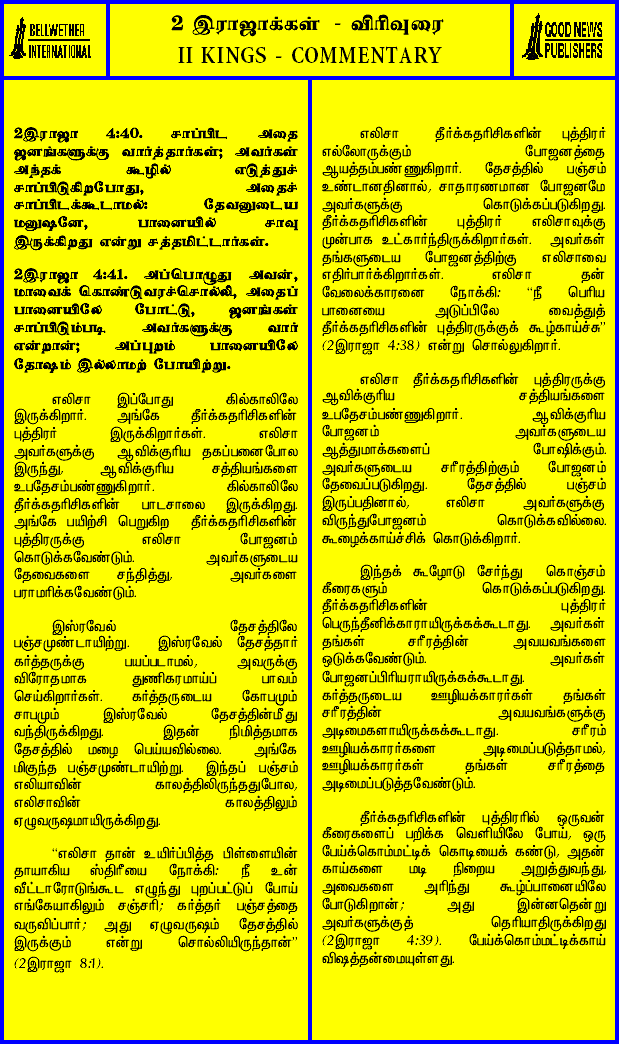 BELLWETHER
INTERNATIONAL
2 இராஜாக்கள் - விரிவுரை
II KINGS - COMMENTARY
GOOD NEWS
PUBLISHERS
2இராஜா 4:40. சாப்பிட அதை
ஜனங்களுக்கு வார்த்தார்கள்; அவர்கள்
அந்தக் கூழில் எடுத்துச்
சாப்பிடுகிறபோது, அதைச்
சாப்பிடக்கூடாமல்: தேவனுடைய
மனுஷனே, பானையில் சாவு
இருக்கிறது என்று சத்தமிட்டார்கள்.
2இராஜா 4:41. அப்பொழுது அவன்,
மாவைக் கொண்டுவரச்சொல்லி, அதைப்
பானையிலே போட்டு, ஜனங்கள்
சாப்பிடும்படி அவர்களுக்கு வார்
என்றான்; அப்புறம் பானையிலே
தோஷம் இல்லாமற் போயிற்று.
எலிசா இப்போது கில்காலிலே
இருக்கிறார். அங்கே தீர்க்கதரிசிகளின்
புத்திரர் இருக்கிறார்கள். எலிசா
அவர்களுக்கு ஆவிக்குரிய தகப்பனைபோல
இருந்து, ஆவிக்குரிய சத்தியங்களை
உபதேசம்பண்ணுகிறார். கில்காலிலே
தீர்க்கதரிசிகளின் பாடசாலை இருக்கிறது.
அங்கே பயிற்சி பெறுகிற தீர்க்கதரிசிகளின்
புத்திரருக்கு எலிசா போஜனம்
கொடுக்கவேண்டும். அவர்களுடைய
தேவைகளை சந்தித்து, அவர்களை
பராமரிக்கவேண்டும்.
இஸ்ரவேல் தேசத்திலே
பஞ்சமுண்டாயிற்று. இஸ்ரவேல் தேசத்தார்
கர்த்தருக்கு பயப்படாமல், அவருக்கு
விரோதமாக துணிகரமாய்ப் பாவம்
செய்கிறார்கள். கர்த்தருடைய கோபமும்
சாபமும் இஸ்ரவேல் தேசத்தின்மீது
வந்திருக்கிறது. இதன் நிமித்தமாக
தேசத்தில் மழை பெய்யவில்லை. அங்கே
மிகுந்த பஞ்சமுண்டாயிற்று. இந்தப் பஞ்சம்
எலியாவின் காலத்திலிருந்ததுபோல,
எலிசாவின் காலத்திலும்
ஏழுவருஷமாயிருக்கிறது.
“எலிசா தான் உயிர்ப்பித்த பிள்ளையின்
தாயாகிய ஸ்திரீயை நோக்கி: நீ உன்
வீட்டாரோடுங்கூட எழுந்து புறப்பட்டுப் போய்
எங்கேயாகிலும் சஞ்சரி; கர்த்தர் பஞ்சத்தை
வருவிப்பார்; அது ஏழுவருஷம் தேசத்தில்
இருக்கும் என்று சொல்லியிருந்தான்”
(2இராஜா 8:1).
எலிசா தீர்க்கதரிசிகளின் புத்திரர்
எல்லோருக்கும் போஜனத்தை
ஆயத்தம்பண்ணுகிறார். தேசத்தில் பஞ்சம்
உண்டானதினால், சாதாரணமான போஜனமே
அவர்களுக்கு கொடுக்கப்படுகிறது.
தீர்க்கதரிசிகளின் புத்திரர் எலிசாவுக்கு
முன்பாக உட்கார்ந்திருக்கிறார்கள். அவர்கள்
தங்களுடைய போஜனத்திற்கு எலிசாவை
எதிர்பார்க்கிறார்கள். எலிசா தன்
வேலைக்காரனை நோக்கி: “நீ பெரிய
பானையை அடுப்பிலே வைத்துத்
தீர்க்கதரிசிகளின் புத்திரருக்குக் கூழ்காய்ச்சு”
(2இராஜா 4:38) என்று சொல்லுகிறார்.
எலிசா தீர்க்கதரிசிகளின் புத்திரருக்கு
ஆவிக்குரிய சத்தியங்களை
உபதேசம்பண்ணுகிறார். ஆவிக்குரிய
போஜனம் அவர்களுடைய
ஆத்துமாக்களைப் போஷிக்கும்.
அவர்களுடைய சரீரத்திற்கும் போஜனம்
தேவைப்படுகிறது. தேசத்தில் பஞ்சம்
இருப்பதினால், எலிசா அவர்களுக்கு
விருந்துபோஜனம் கொடுக்கவில்லை.
கூழைக்காய்ச்சிக் கொடுக்கிறார்.
இந்தக் கூழோடு சேர்ந்து கொஞ்சம்
கீரைகளும் கொடுக்கப்படுகிறது.
தீர்க்கதரிசிகளின் புத்திரர்
பெருந்தீனிக்காராயிருக்கக்கூடாது. அவர்கள்
தங்கள் சரீரத்தின் அவயவங்களை
ஒடுக்கவேண்டும். அவர்கள்
போஜனப்பிரியராயிருக்கக்கூடாது.
கர்த்தருடைய ஊழியக்காரர்கள் தங்கள்
சரீரத்தின் அவயவங்களுக்கு
அடிமைகளாயிருக்கக்கூடாது. சரீரம்
ஊழியக்காரர்களை அடிமைப்படுத்தாமல்,
ஊழியக்காரர்கள் தங்கள் சரீரத்தை
அடிமைப்படுத்தவேண்டும்.
தீர்க்கதரிசிகளின் புத்திரரில் ஒருவன்
கீரைகளைப் பறிக்க வெளியிலே போய், ஒரு
பேய்க்கொம்மட்டிக் கொடியைக் கண்டு, அதன்
காய்களை மடி நிறைய அறுத்துவந்து,
அவைகளை அரிந்து கூழ்ப்பானையிலே
போடுகிறான்; அது இன்னதென்று
அவர்களுக்குத் தெரியாதிருக்கிறது
(2இராஜா 4:39). பேய்க்கொம்மட்டிக்காய்
விஷத்தன்மையுள்ளது.